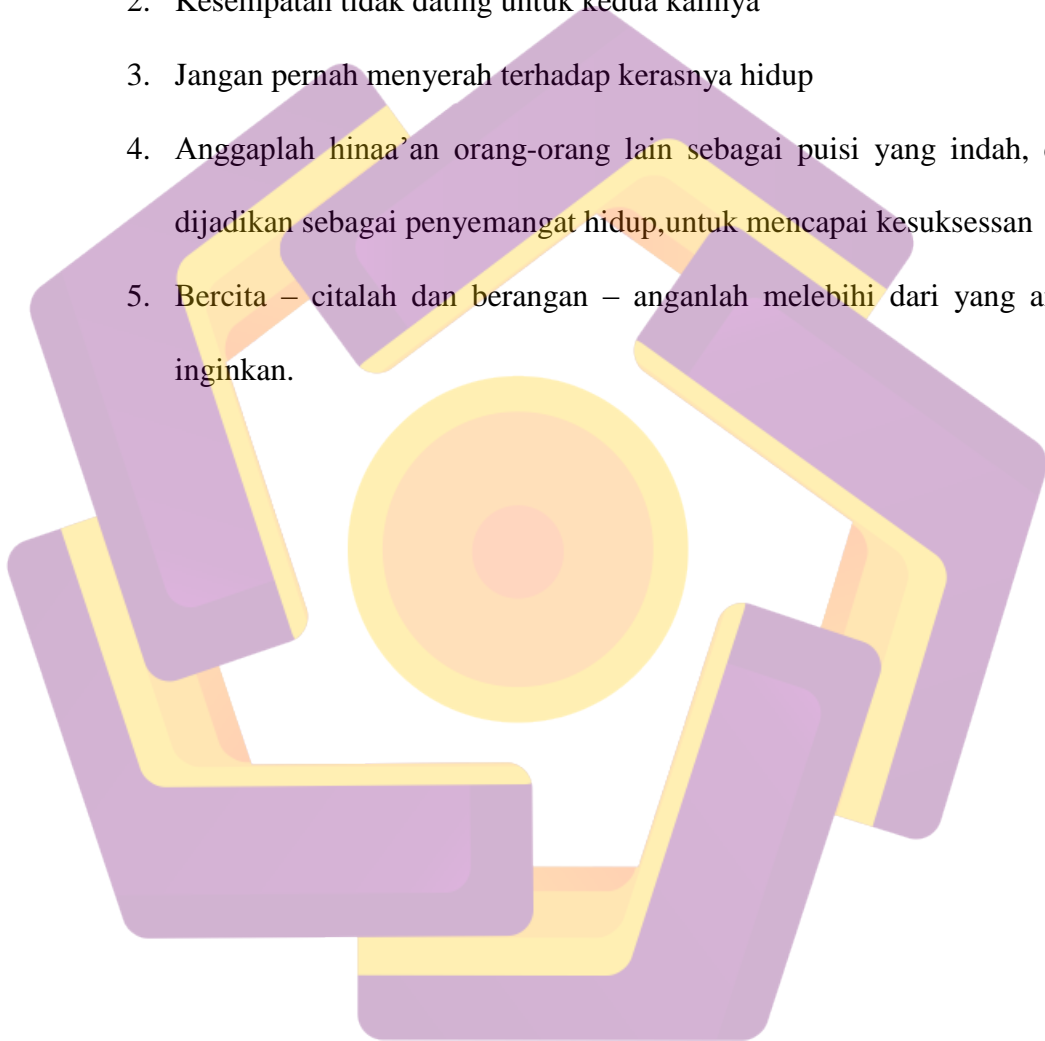 2. Kesempatan tidak dating untuk kedua kalinya
3. Jangan pernah menyerah terhadap kerasnya hidup
4. Anggaplah hinaa’an orang-orang lain sebagai puisi yang indah,
dijadikan sebagai penyemangat hidup,untuk mencapai kesuksessan
5. Bercita – citalah dan berangan – anganlah melebihi dari yang
inginkan.